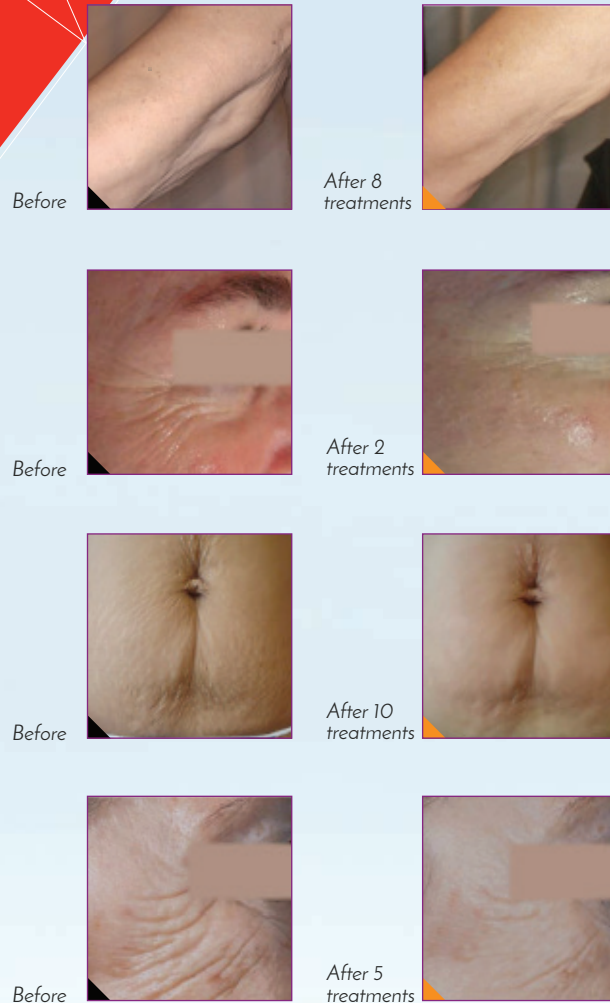 Before
After 8
treatments
Before
After 2
treatments
Before
After 10
treatments
Before
After 5
treatments